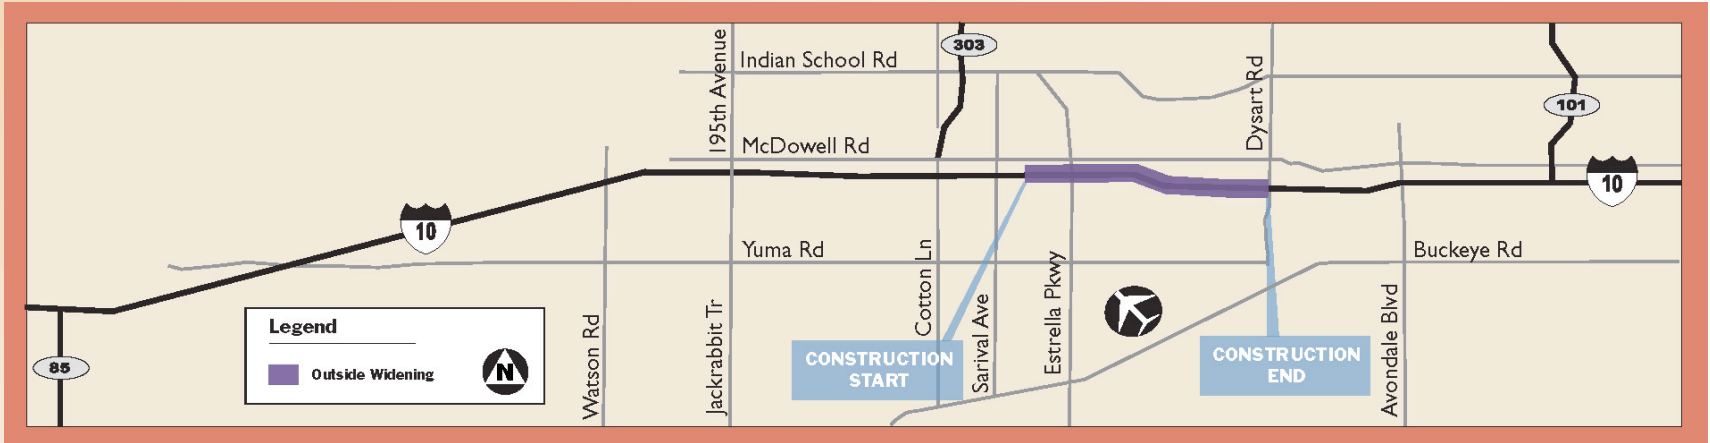 303
195th Avenue
Indian School Rd
Dysart Rd
101
McDowell Rd
10
10
Yuma Rd
Buckeye Rd
Cotton Ln
Sarival Ave
Estrella Pkwy
Avondale Blvd
Jackrabbit Tr
Watson Rd
85
Legend
Outside Widening
N
CONSTRUCTION
START
CONSTRUCTION
END